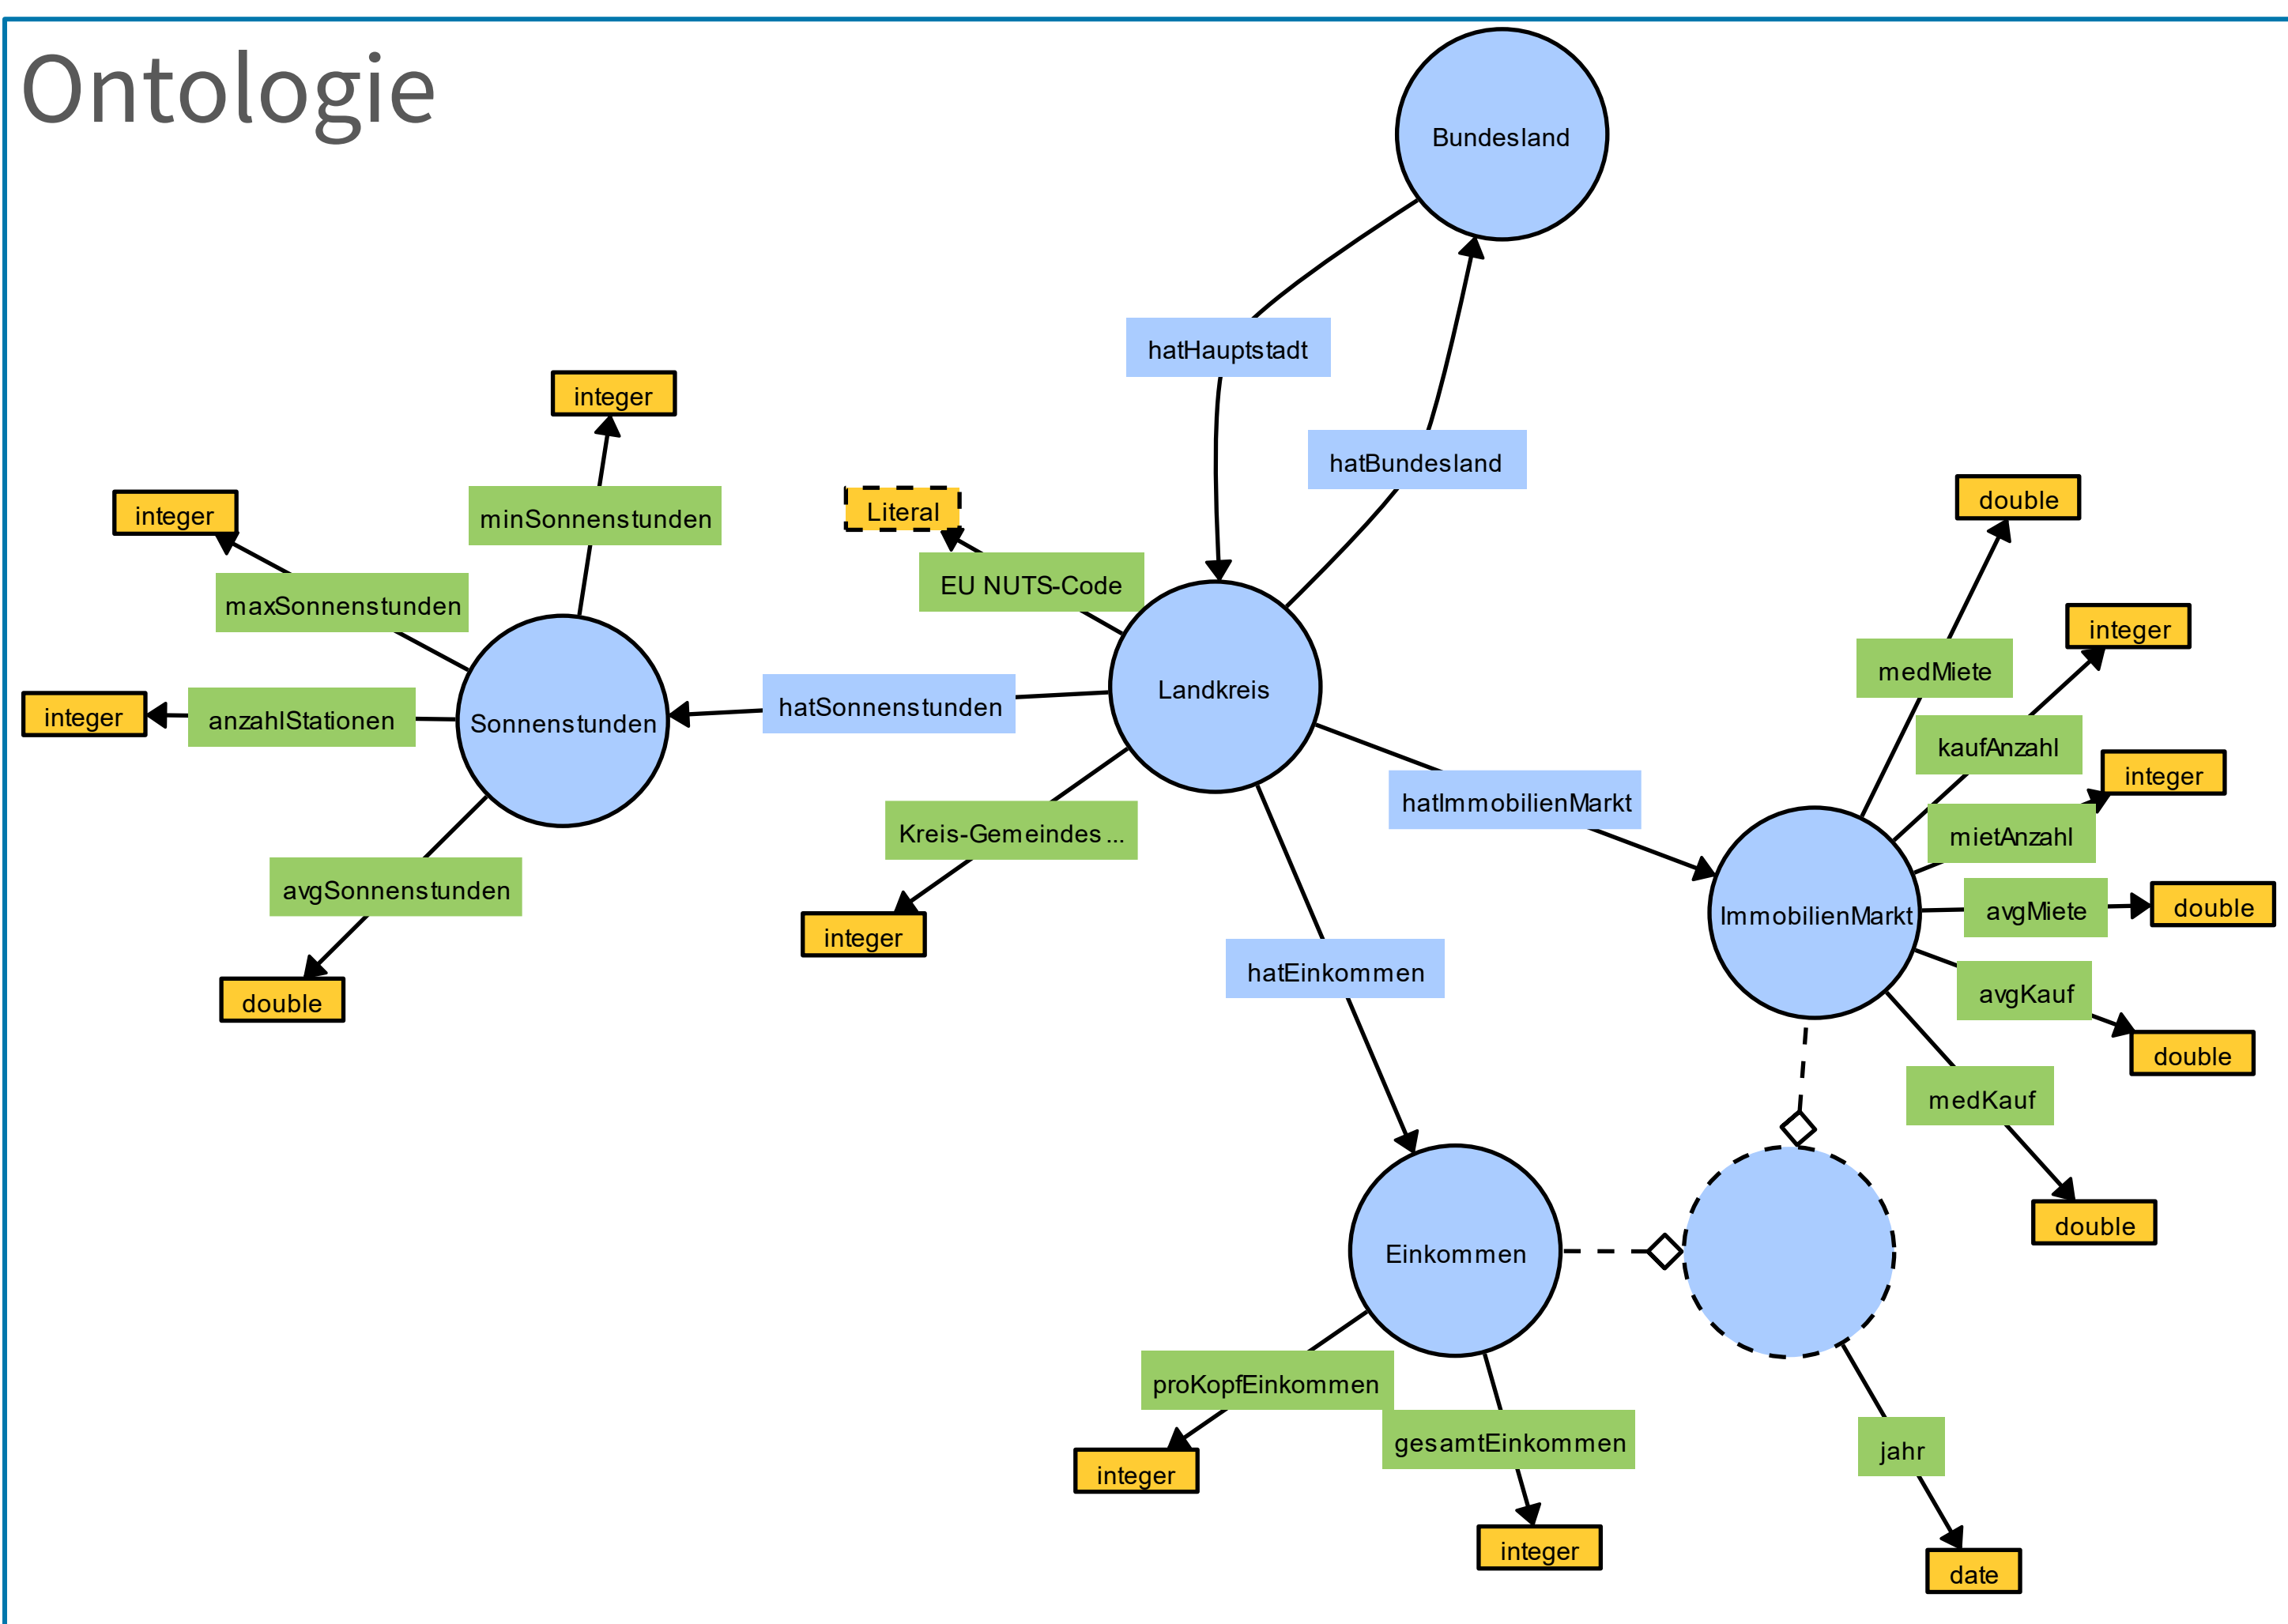 Ontologie
Bundesland
hatHauptstadt
hatBundesland
integer
minSonnenstunden
integer
maxSonnenstunden
integer
anzahlStationen
Sonnenstunden
avgSonnenstunden
double
hatSonnenstunden
Literal
EU NUTS-Code
Landkreis
Kreis-Gemeindes ...
integer
hatImmobilienMarkt
hatEinkommen
double
medMiete
integer
kaufAnzahl
integer
mietAnzahl
ImmobilienMarkt
avgMiete
double
avgKauf
double
medKauf
double
Einkommen
proKopfEinkommen
integer
gesamtEinkommen
integer
jahr
date